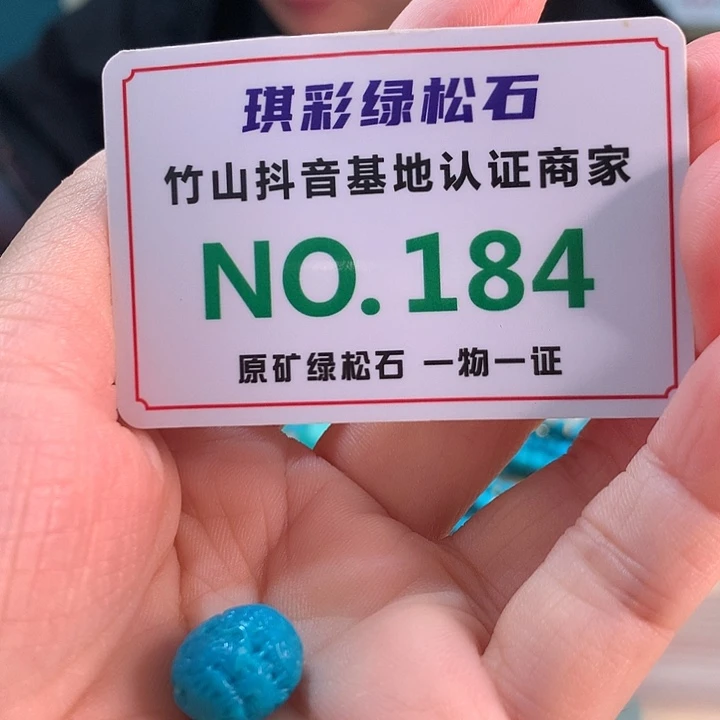 琪彩绿松石
竹山抖音基地认证商家
NO.184
原矿绿松石 一物一证